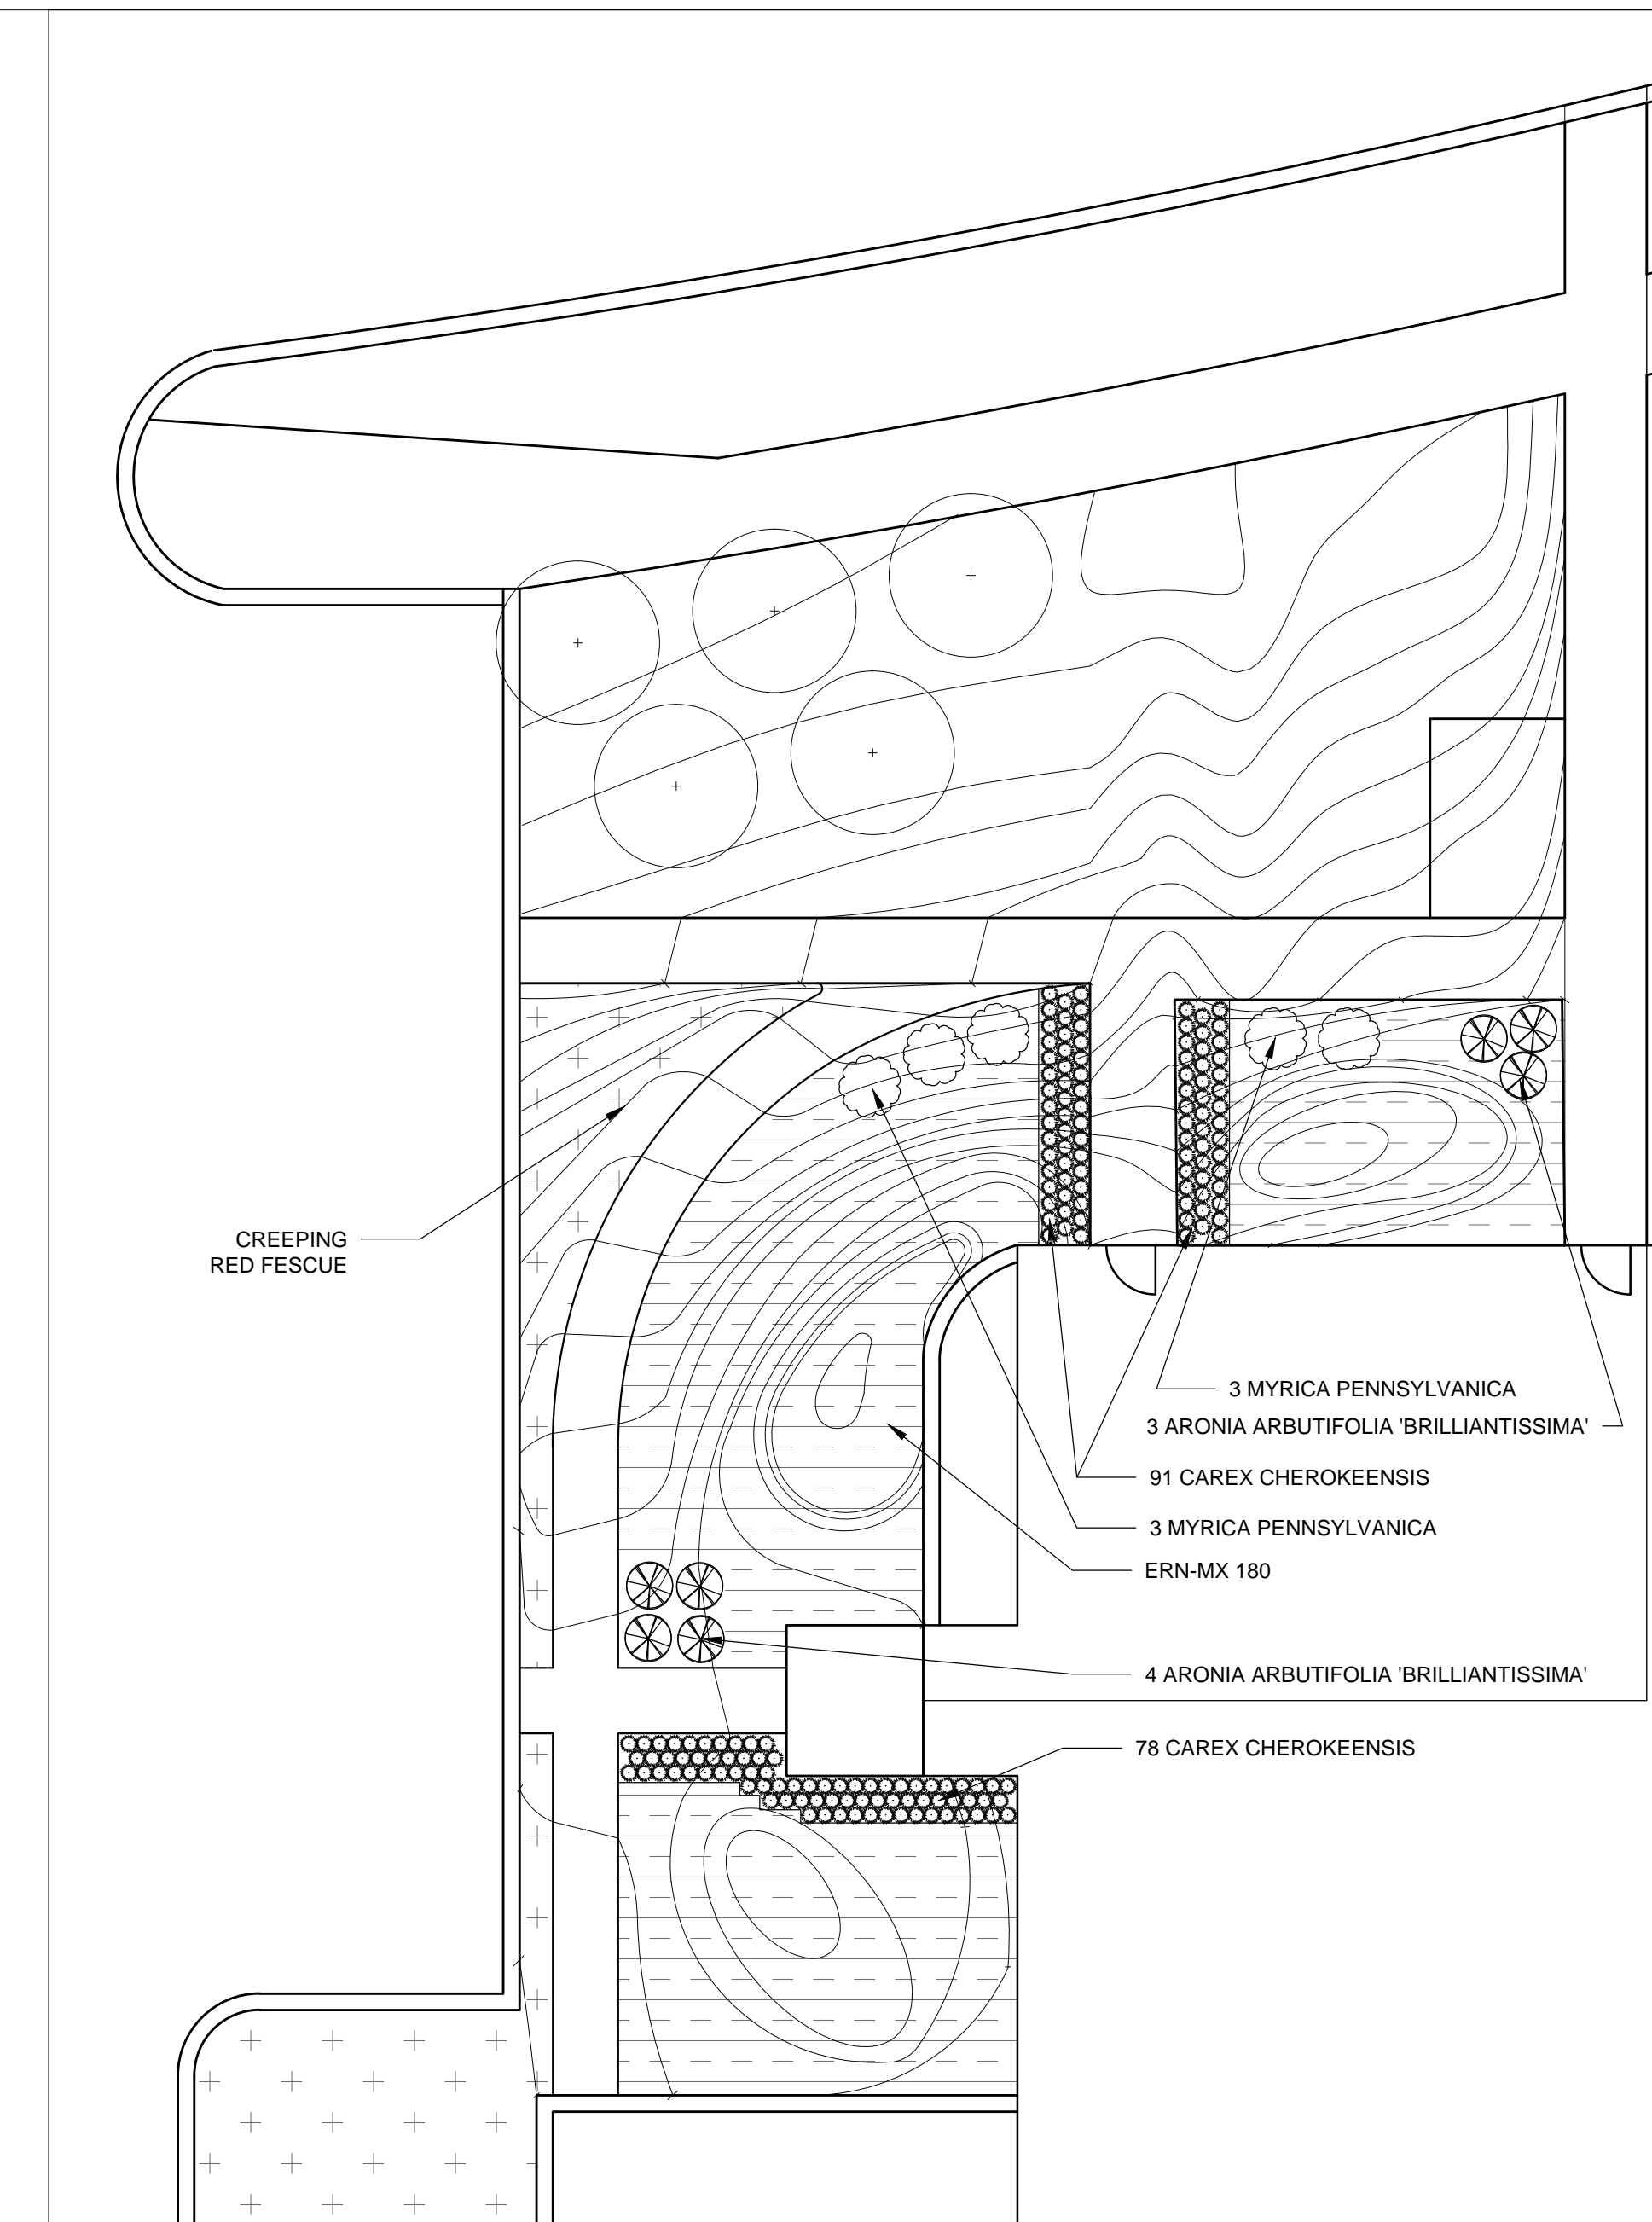 CREEPING
RED FESCUE
3 MYRICA PENNSYLVANICA
3 ARONIA ARBUTIFOLIA 'BRILLIANTISSIMA'
91 CAREX CHEROKEENSIS
3 MYRICA PENNSYLVANICA
ERN-MX 180
4 ARONIA ARBUTIFOLIA 'BRILLIANTISSIMA'
78 CAREX CHEROKEENSIS